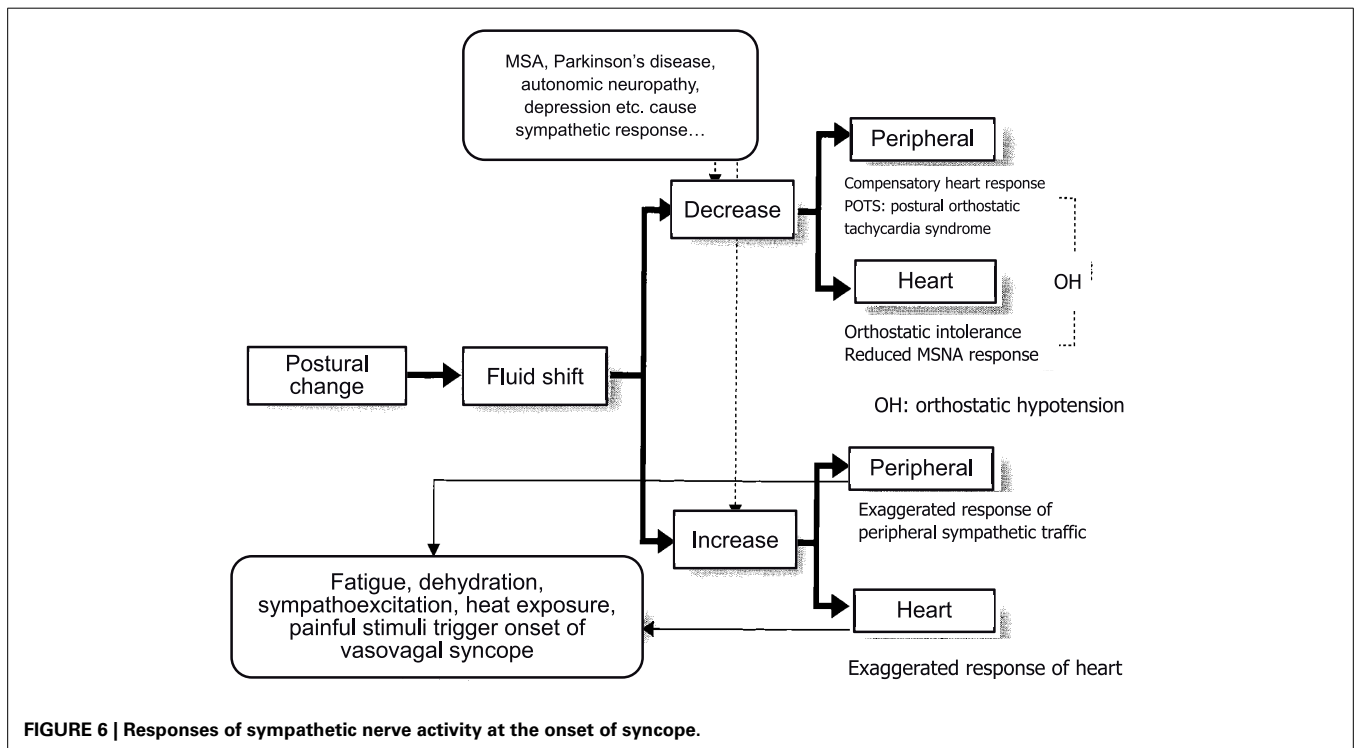 MSA, Parkinson's disease,
autonomic neuropathy,
depression etc. cause
sympathetic response…
Peripheral
Compensatory heart response
POTS: postural orthostatic
tachycardia syndrome
Decrease
Heart
OH
Orthostatic intolerance
Reduced MSNA response
Postural
change
Fluid shift
OH: orthostatic hypotension
Peripheral
Exaggerated response of
peripheral sympathetic traffic
Increase
Fatigue, dehydration,
sympathoexcitation, heat exposure,
painful stimuli trigger onset of
vasovagal syncope
Heart
Exaggerated response of heart
FIGURE 6 | Responses of sympathetic nerve activity at the onset of syncope.